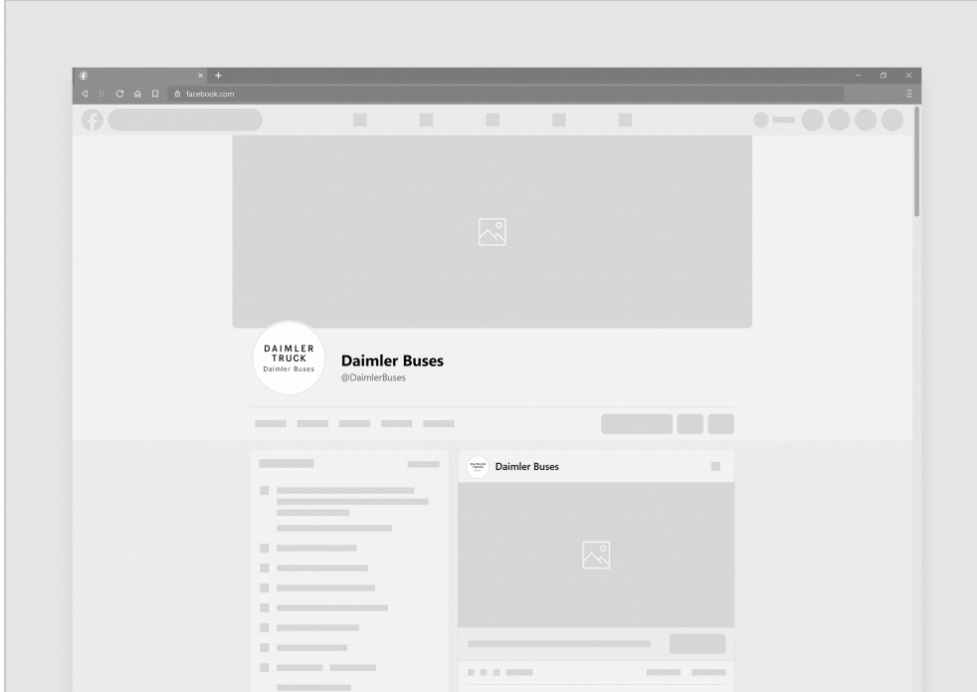 facebook.com
DAIMLER
TRUCK
Daimler Buses
Daimler Buses
@DaimlerBuses
Daimler Buses